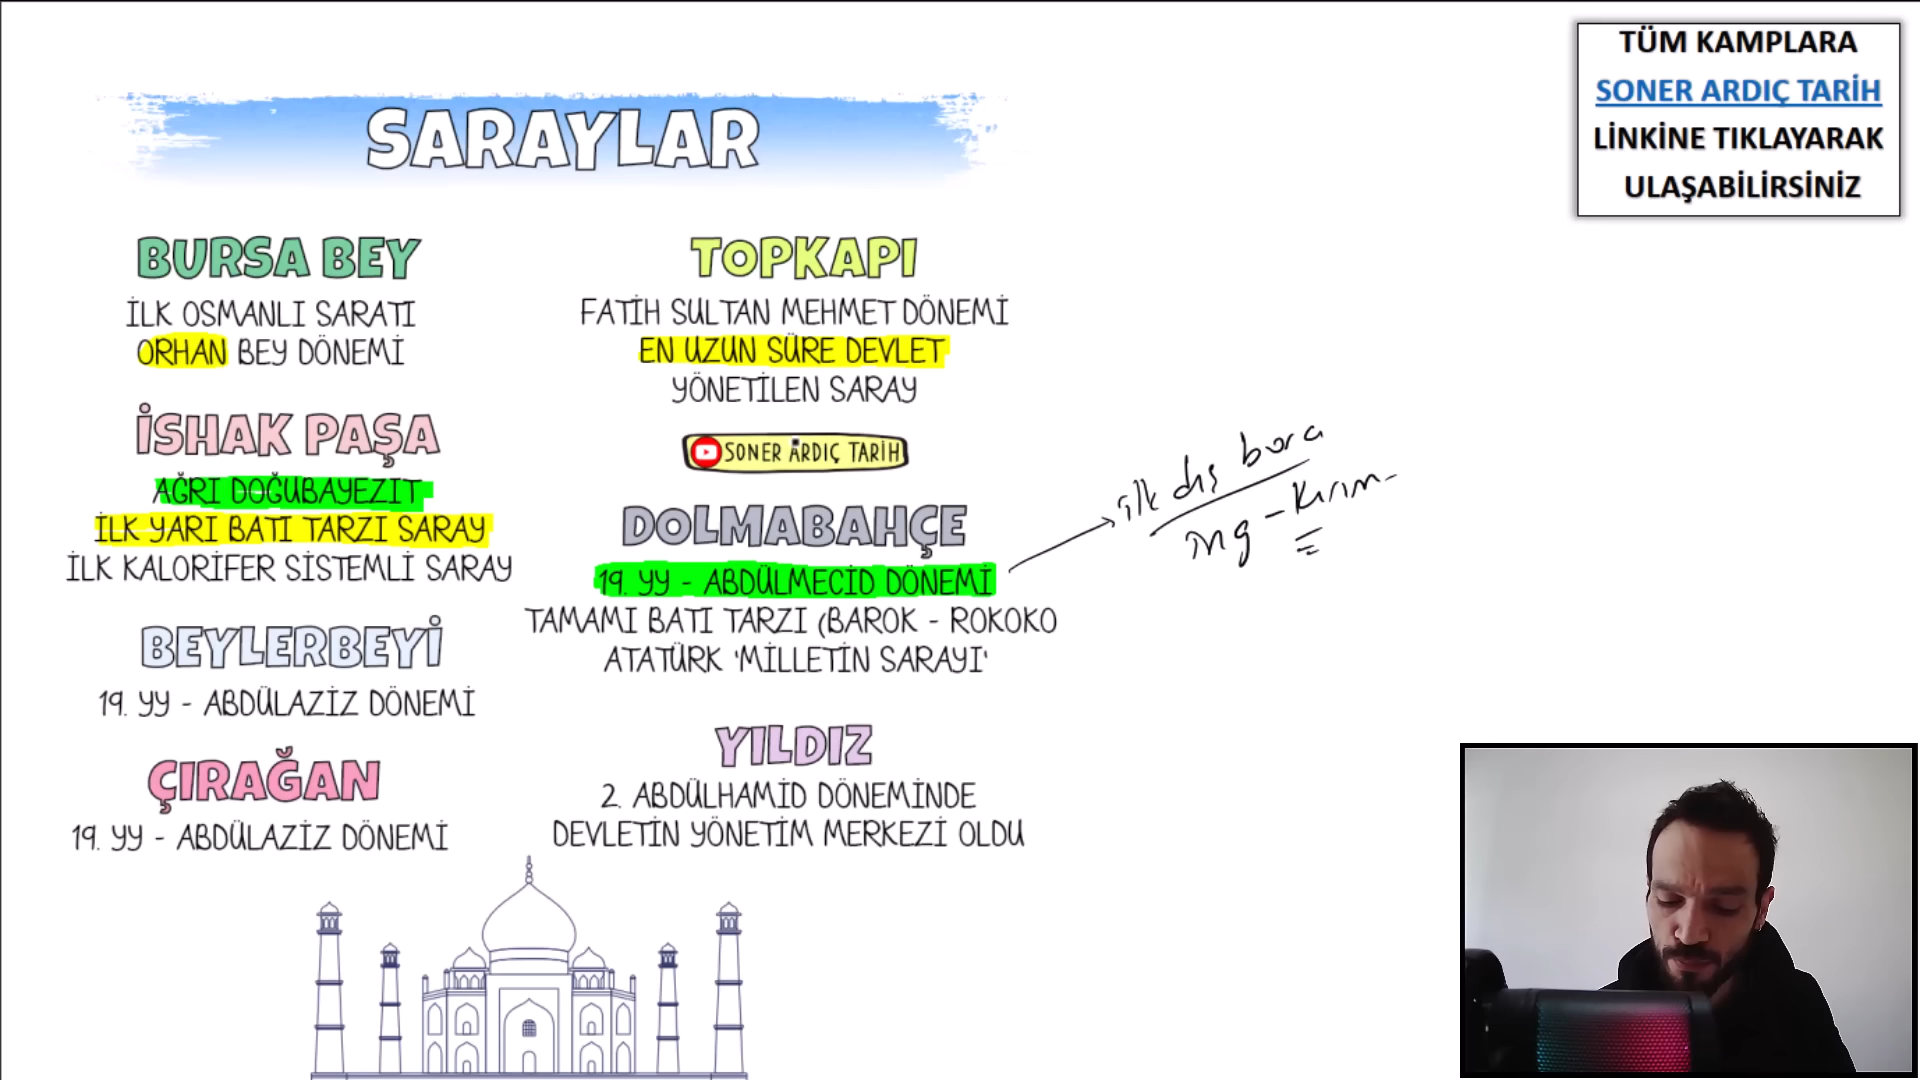 TÜM KAMPLARA
SONER ARDIÇ TARİH
LİNKİNE TIKLAYARAK
ULAŞABİLİRSİNİZ
SARAYLAR
BURSA BEY
İLK OSMANLI SARATI
ORHAN BEY DÖNEMİ
İSHAK PAŞA
AĞRI DOĞUBAYEZIT
İLK YARI BATI TARZI SARAY
İLK KALORİFER SİSTEMLİ SARAY
BEYLERBEYİ
19. YY - ABDÜLAZİZ DÖNEMİ
ÇIRAĞAN
19. YY - ABDÜLAZİZ DÖNEMİ
TOPKAPI
FATİH SULTAN MEHMET DÖNEMİ
EN UZUN SÜRE DEVLET
YÖNETİLEN SARAY
SONER ARDIÇ TARİH
DOLMABAHÇE
19. YY - ABDÜLMECİD DÖNEMİ
TAMAMI BATI TARZI (BAROK - ROKOKO
ATATÜRK 'MİLLETİN SARAYI'
ilk dış borç
ing - Kırım
YILDIZ
2. ABDÜLHAMİD DÖNEMİNDE
DEVLETİN YÖNETİM MERKEZİ OLDU